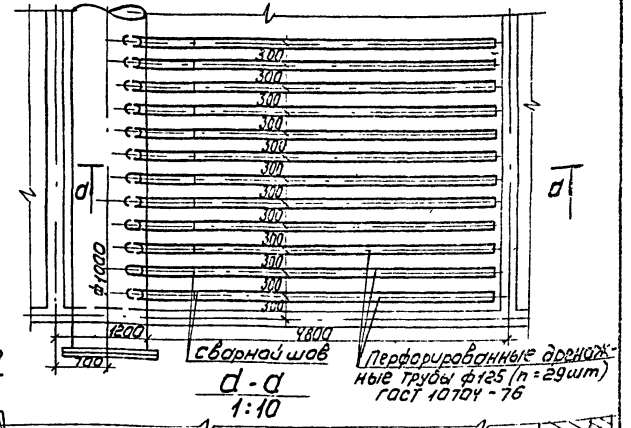 300
300
300
300
300
300
300
300
300
300
300
300
d
d
ф1000
1200
4800
700
сварной шов
Перфорированные дренаж-
ные трубы ф125 (n=29шт)
гост 10704-76
d-d
1:10